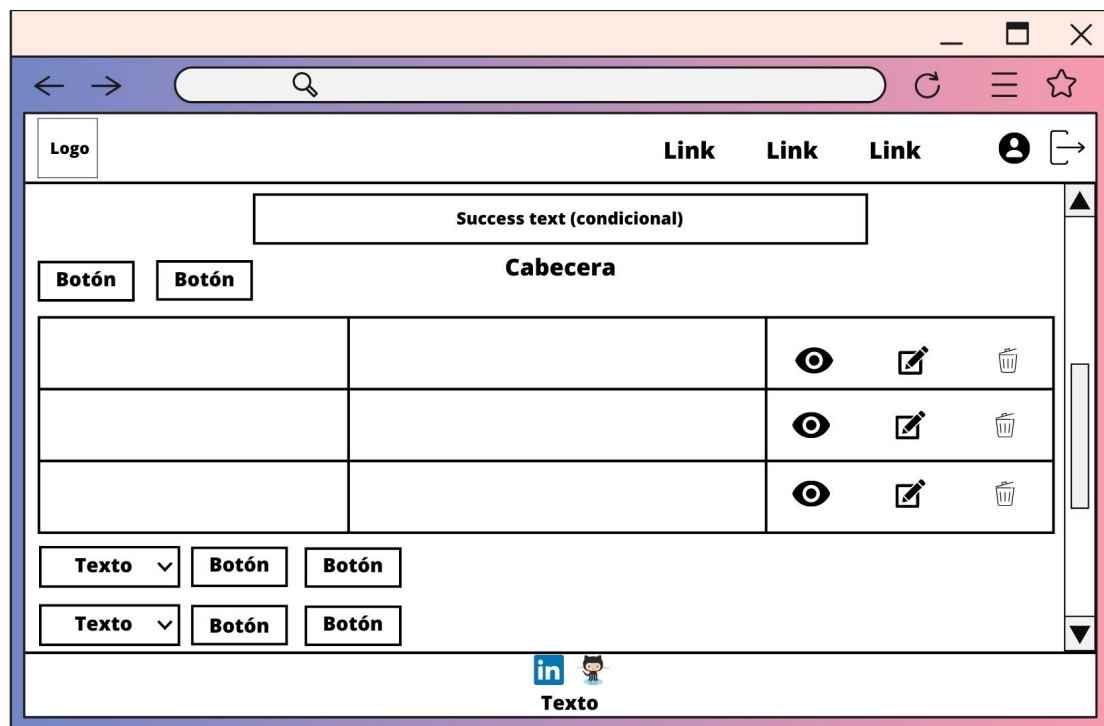 Logo
Link Link Link
Success text (condicional)
Cabecera
Botón Botón
Texto Botón Botón
Texto Botón Botón
in
Texto